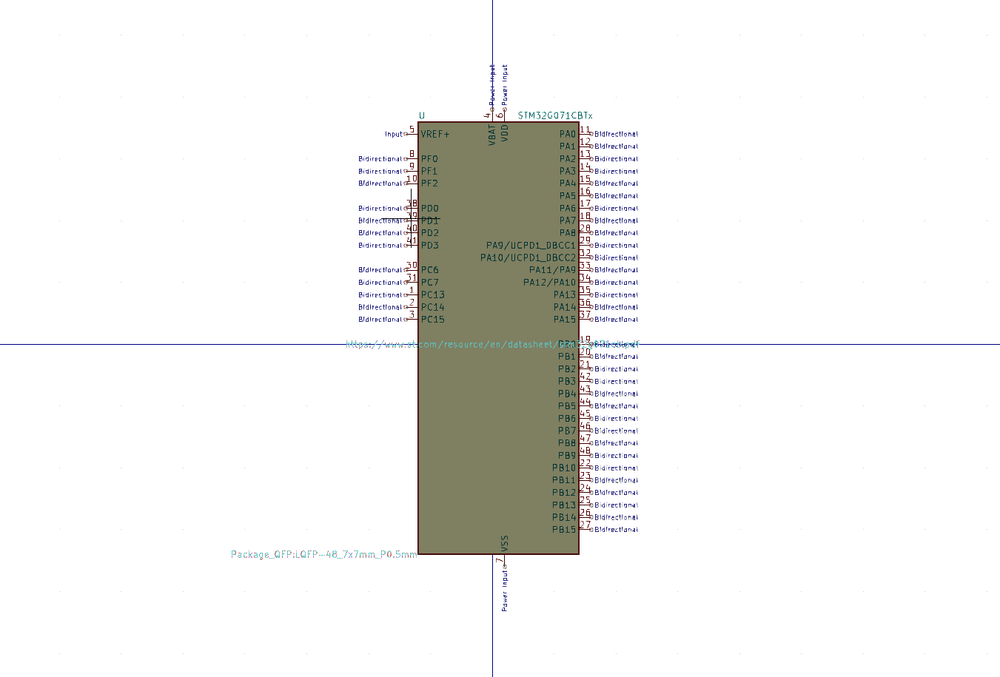 Power Input
Power Input
U
STM32G071CBTx
4 6
VBAT
VDD
Input 5 VREF+ PA0 11 Bidirectional
PA1 12 Bidirectional
Bidirectional 8 PF0 PA2 13 Bidirectional
Bidirectional 9 PF1 PA3 14 Bidirectional
Bidirectional 10 PF2 PA4 15 Bidirectional
PA5 16 Bidirectional
Bidirectional 38 PD0 PA6 17 Bidirectional
Bidirectional 39 PD1 PA7 18 Bidirectional
Bidirectional 40 PD2 PA8 28 Bidirectional
Bidirectional 41 PD3 PA9/UCPD1_DBCC1 29 Bidirectional
PA10/UCPD1_DBCC2 32 Bidirectional
Bidirectional 30 PC6 PA11/PA9 33 Bidirectional
Bidirectional 31 PC7 PA12/PA10 34 Bidirectional
Bidirectional 1 PC13 PA13 35 Bidirectional
Bidirectional 2 PC14 PA14 36 Bidirectional
Bidirectional 3 PC15 PA15 37 Bidirectional
https://www.st.com/resource/en/datasheet/ 19
PB1 20 Bidirectional
PB2 21 Bidirectional
PB3 42 Bidirectional
PB4 43 Bidirectional
PB5 44 Bidirectional
PB6 45 Bidirectional
PB7 46 Bidirectional
PB8 47 Bidirectional
PB9 48 Bidirectional
PB10 22 Bidirectional
PB11 23 Bidirectional
PB12 24 Bidirectional
PB13 25 Bidirectional
PB14 26 Bidirectional
PB15 27 Bidirectional
VSS
Package_QFP:LQFP-48_7x7mm_P0.5mm
7
Power Input